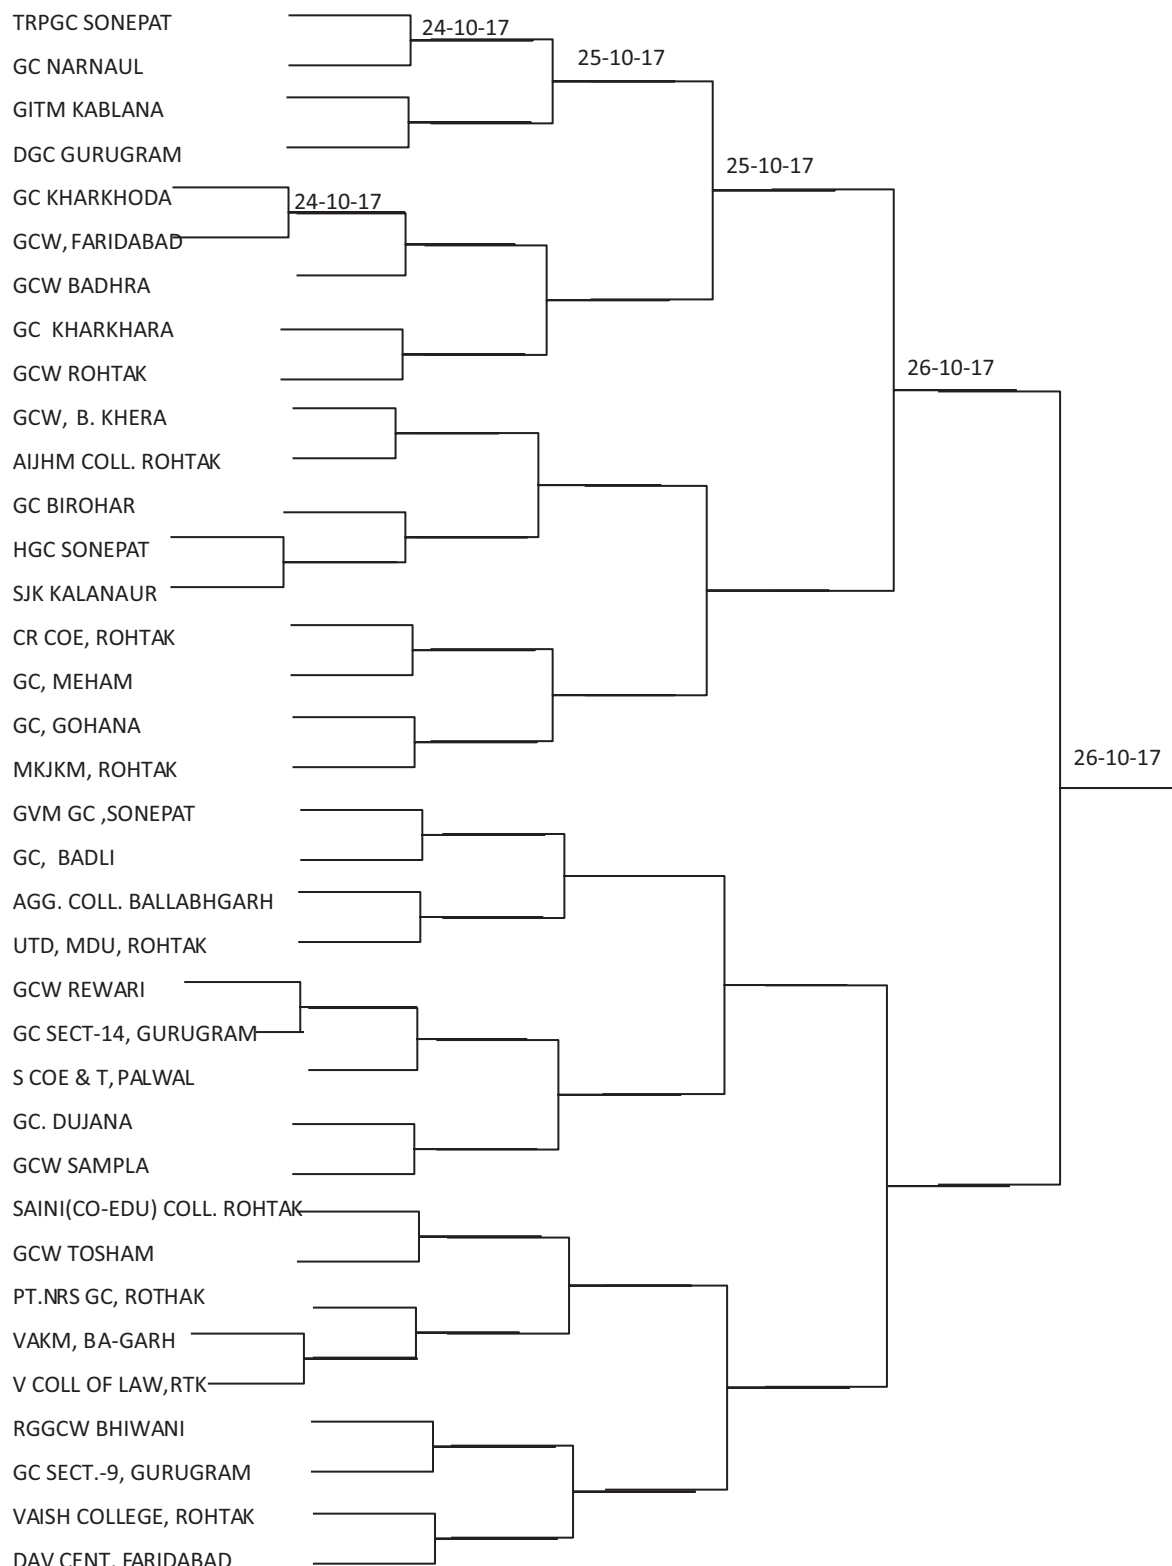 TRPGC SONEPAT
24-10-17
25-10-17
GC NARNAUL
GITM KABLANA
DGC GURUGRAM
25-10-17
GC KHARKHODA
24-10-17
GCW, FARIDABAD
GCW BADHRA
GC KHARKHARA
GCW ROHTAK
26-10-17
GCW, B. KHERA
AIJHM COLL. ROHTAK
GC BIROHAR
HGC SONEPAT
SJK KALANAUR
CR COE, ROHTAK
GC, MEHAM
GC, GOHANA
MKJKM, ROHTAK
26-10-17
GVM GC ,SONEPAT
GC, BADLI
AGG. COLL. BALLABHGARH
UTD, MDU, ROHTAK
GCW REWARI
GC SECT-14, GURUGRAM
S COE & T, PALWAL
GC. DUJANA
GCW SAMPLA
SAINI(CO-EDU) COLL. ROHTAK
GCW TOSHAM
PT.NRS GC, ROTHAK
VAKM, BA-GARH
V COLL OF LAW,RTK
RGGCW BHIWANI
GC SECT.-9, GURUGRAM
VAISH COLLEGE, ROHTAK
DAV CENT. FARIDABAD